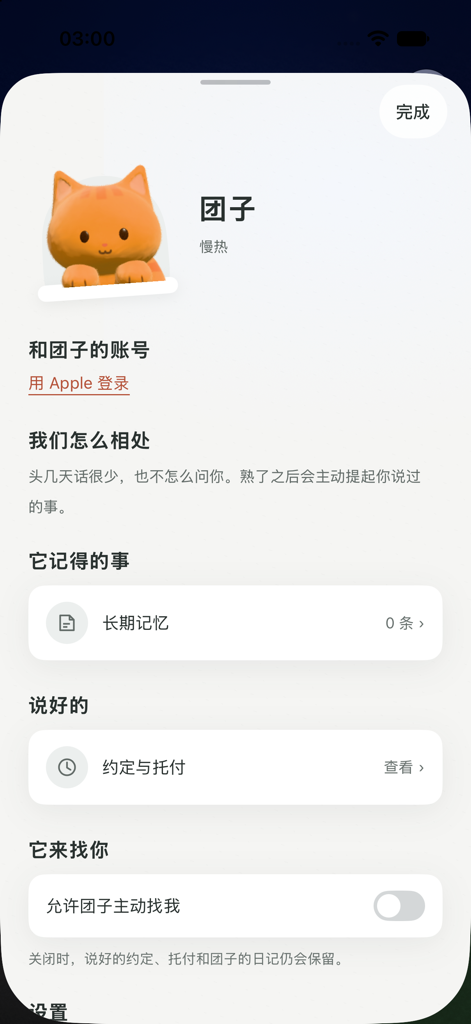 03:00
完成
团子
慢热
和团子的账号
用 Apple 登录
我们怎么相处
头几天话很少，也不怎么问你。熟了之后会主动提起你说过
的事。
它记得的事
长期记忆
0 条 ›
说好的
约定与托付
查看 ›
它来找你
允许团子主动找我
关闭时，说好的约定、托付和团子的日记仍会保留。
设置